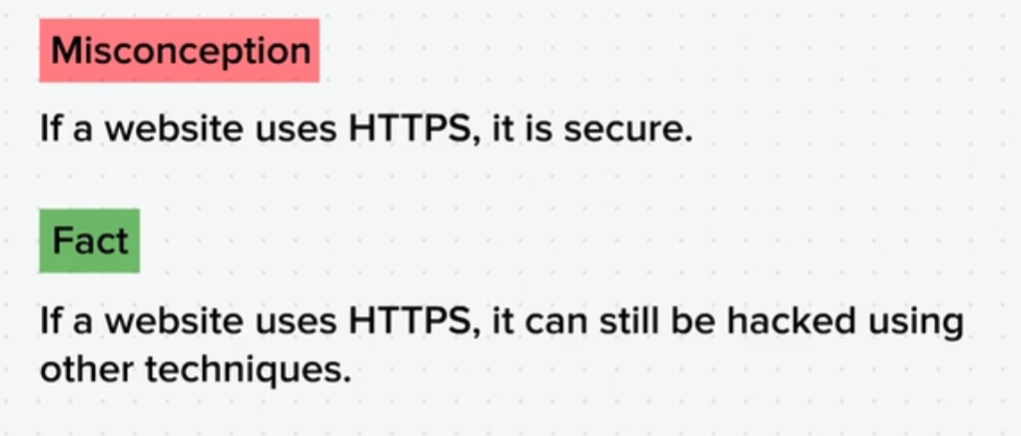 Misconception
If a website uses HTTPS, it is secure.
Fact
If a website uses HTTPS, it can still be hacked using
other techniques.